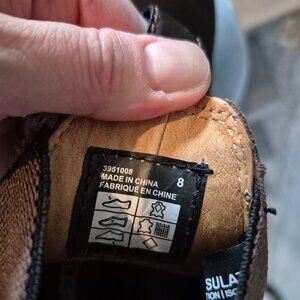 3951008
MADE IN CHINA 8
FABRIQUÉ EN CHINE